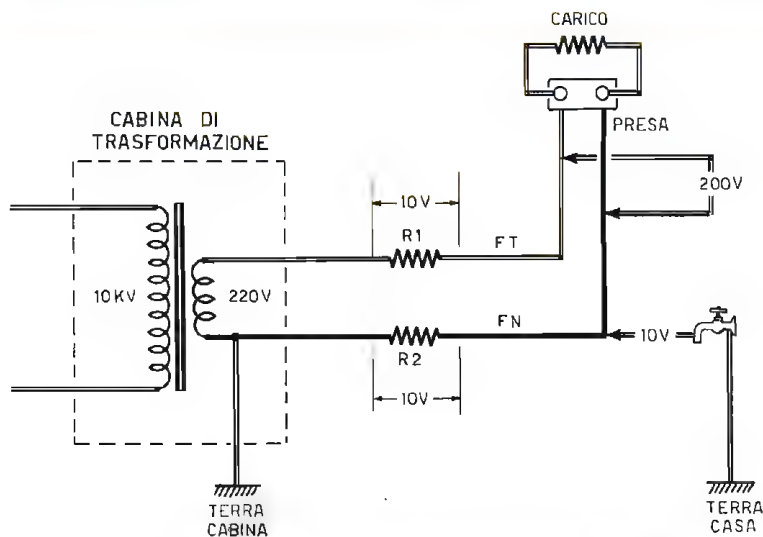 CARICO
CABINA DI
TRASFORMAZIONE
PRESA
200V
10V
R1
FT
10KV
220V
FN
10V
R2
10V
TERRA
CABINA
TERRA
CASA